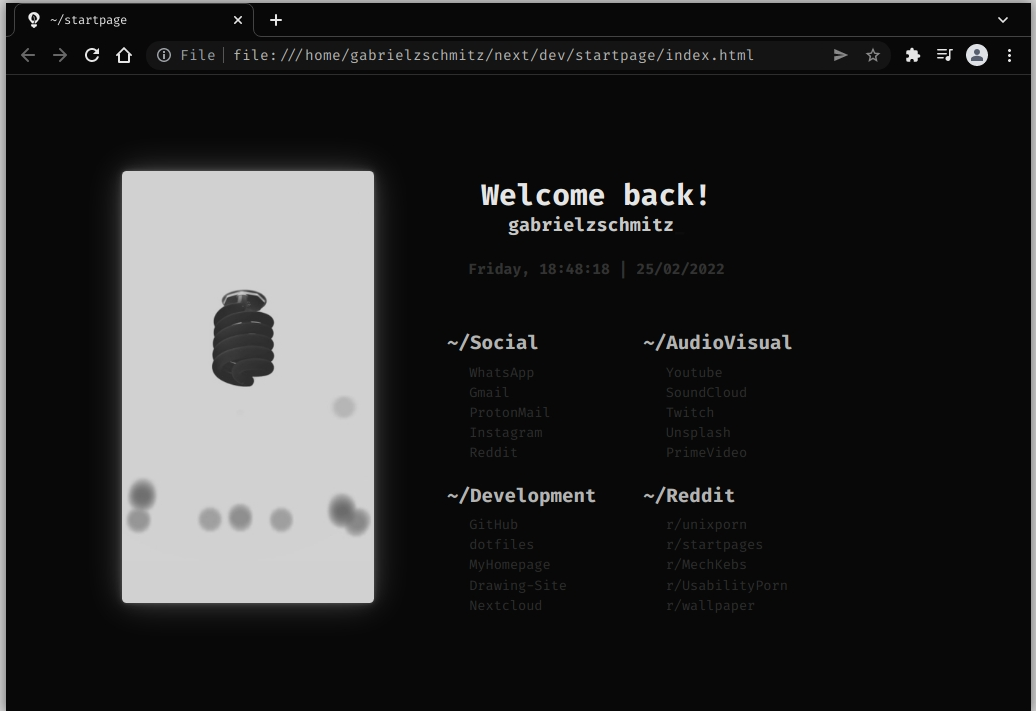 ~/startpage
File | file:///home/gabrielzschmitz/next/dev/startpage/index.html
Welcome back!
gabrielzschmitz
Friday, 18:48:18 | 25/02/2022
~/Social
WhatsApp
Gmail
ProtonMail
Instagram
Reddit
~/AudioVisual
Youtube
SoundCloud
Twitch
Unsplash
PrimeVideo
~/Development
GitHub
dotfiles
MyHomepage
Drawing-Site
Nextcloud
~/Reddit
r/unixporn
r/startpages
r/MechKebs
r/UsabilityPorn
r/wallpaper